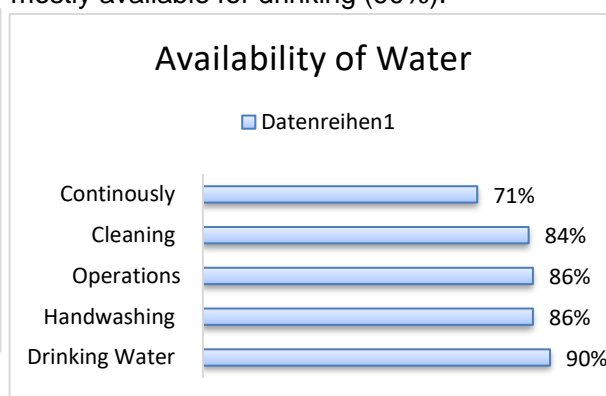 mostly available for drinking
Availability of Water
Datenreihen1
Continously 71%
Cleaning 84%
Operations 86%
Handwashing 86%
Drinking Water 90%